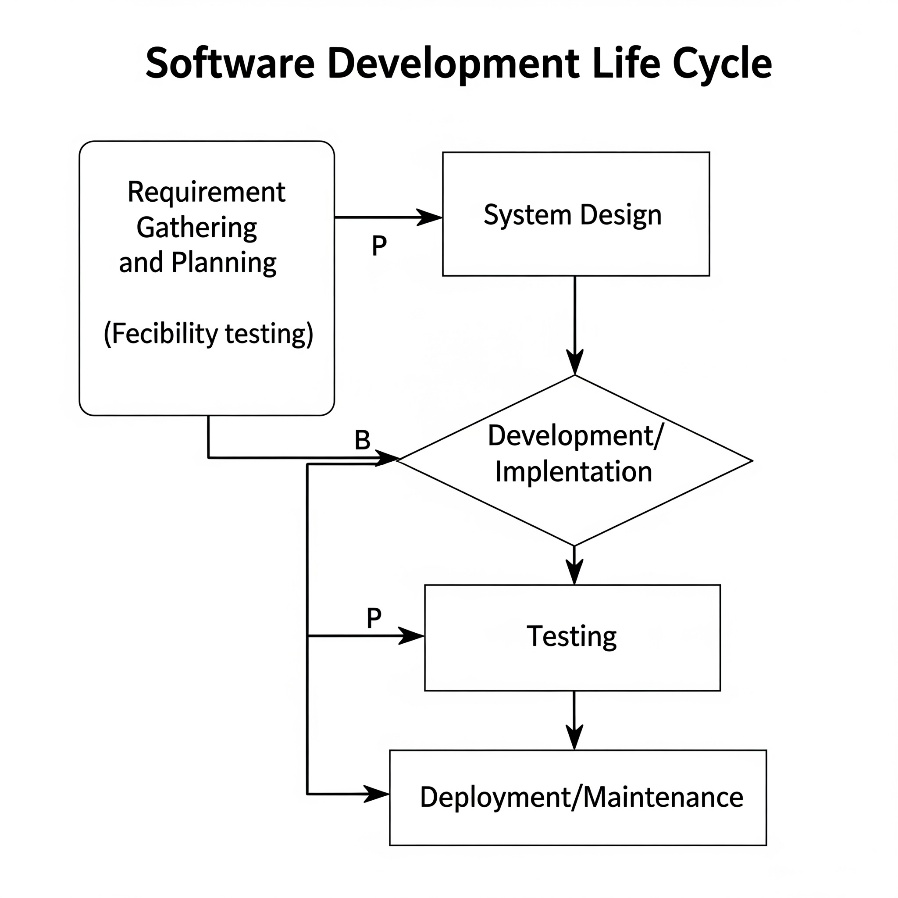 Software Development Life Cycle
Requirement
Gathering
and Planning
(Fecibility testing)
P
System Design
B
Development/
Implentation
P
Testing
Deployment/Maintenance